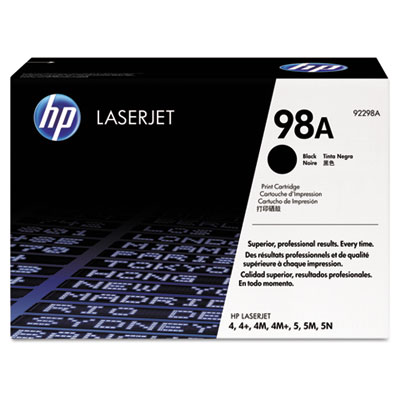 hp
LASERJET
98A
92298A
Black Tinta Negra
Noire 黑色
Print Cartridge
Cartouche d'Impression
Cartucho de Impresión
打印硒鼓
Superior, professional results. Every time.
Des résultats professionnels et de qualité
supérieure à chaque impression.
Calidad superior, resultados profesionales.
En todo momento.
HP LASERJET
4, 4+, 4M, 4M+, 5, 5M, 5N